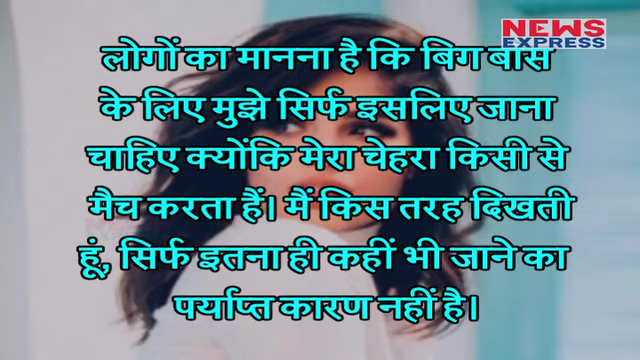 NEWS
EXPRESS
लोगों का मानना है कि बिग बॉस
के लिए मुझे सिर्फ इसलिए जाना
चाहिए क्योंकि मेरा चेहरा किसी से
मैच करता हैं। मैं किस तरह दिखती
हूं, सिर्फ इतना ही कहीं भी जाने का
पर्याप्त कारण नहीं है।